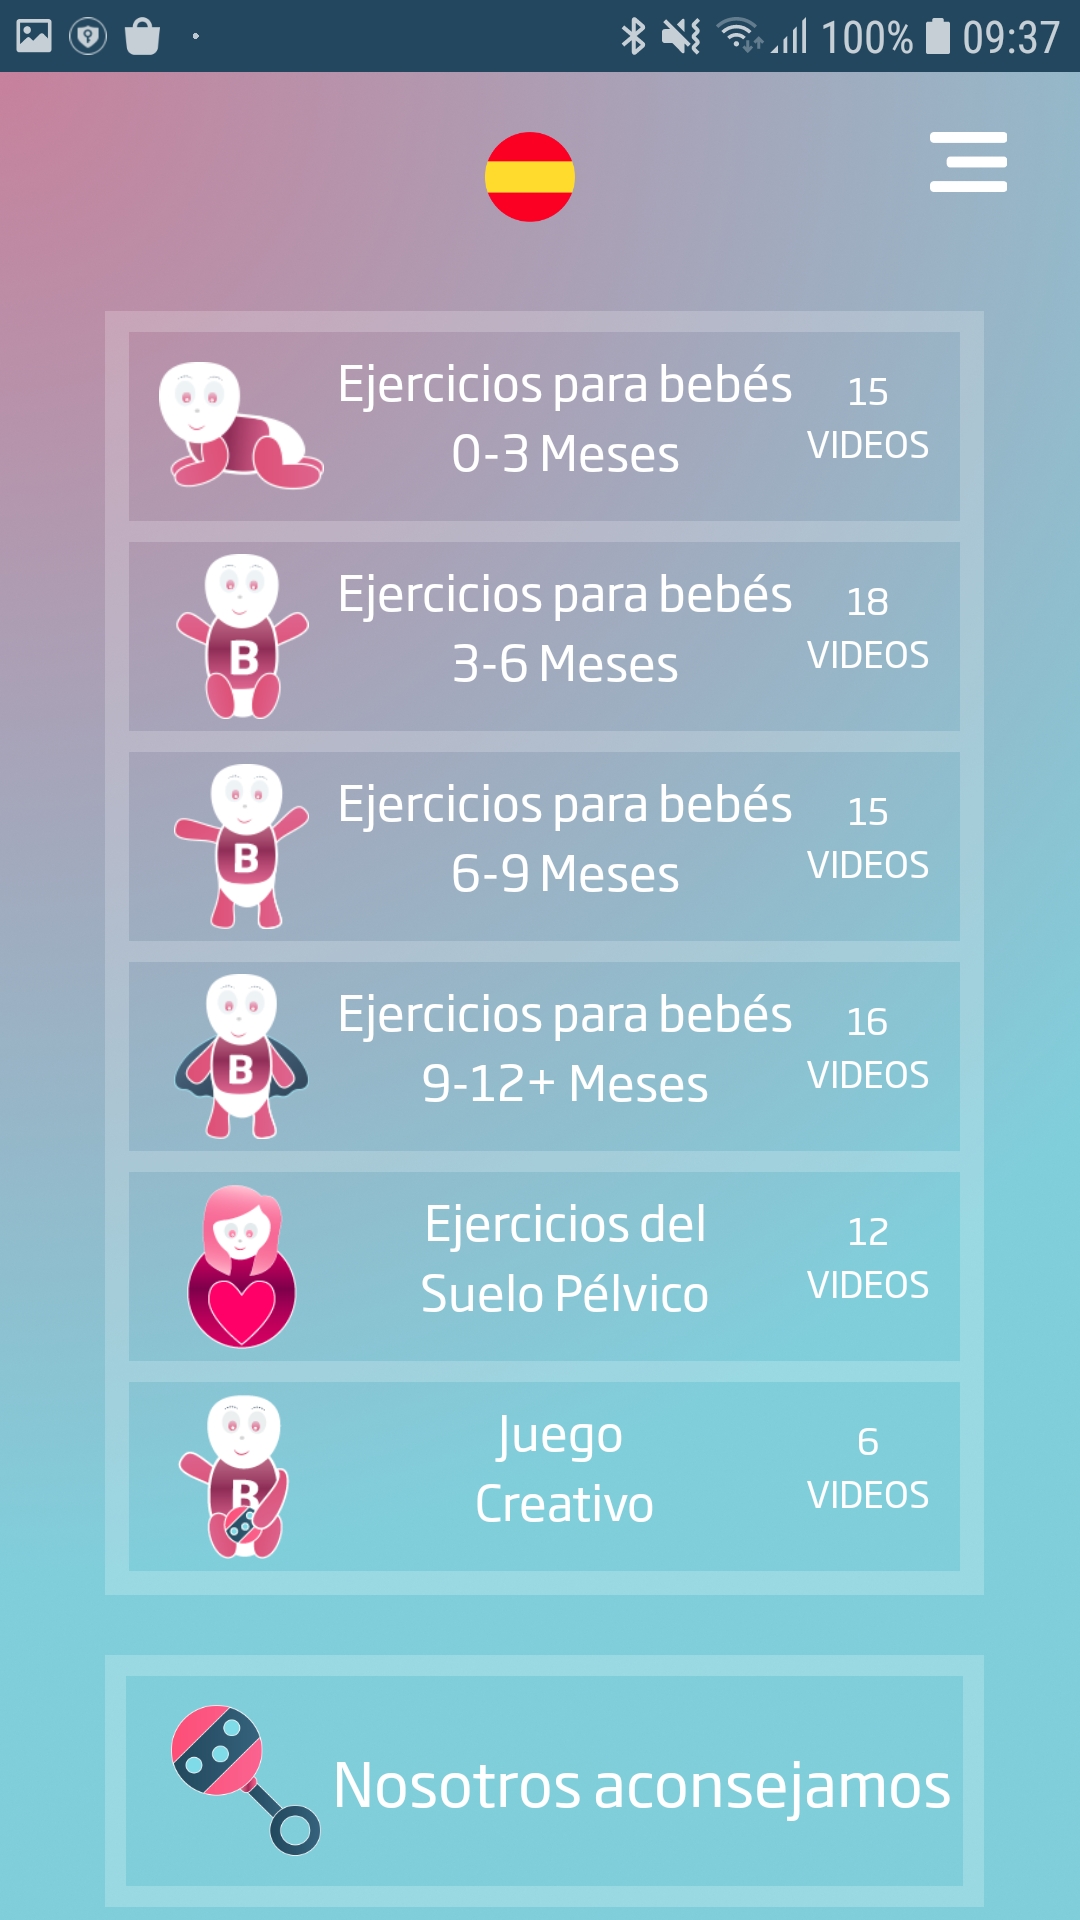 100% 09:37
Ejercicios para bebés
0-3 Meses
15
VIDEOS
Ejercicios para bebés
3-6 Meses
18
VIDEOS
B
Ejercicios para bebés
6-9 Meses
15
VIDEOS
B
Ejercicios para bebés
9-12+ Meses
16
VIDEOS
B
Ejercicios del
Suelo Pélvico
12
VIDEOS
Juego
Creativo
6
VIDEOS
B
Nosotros aconsejamos